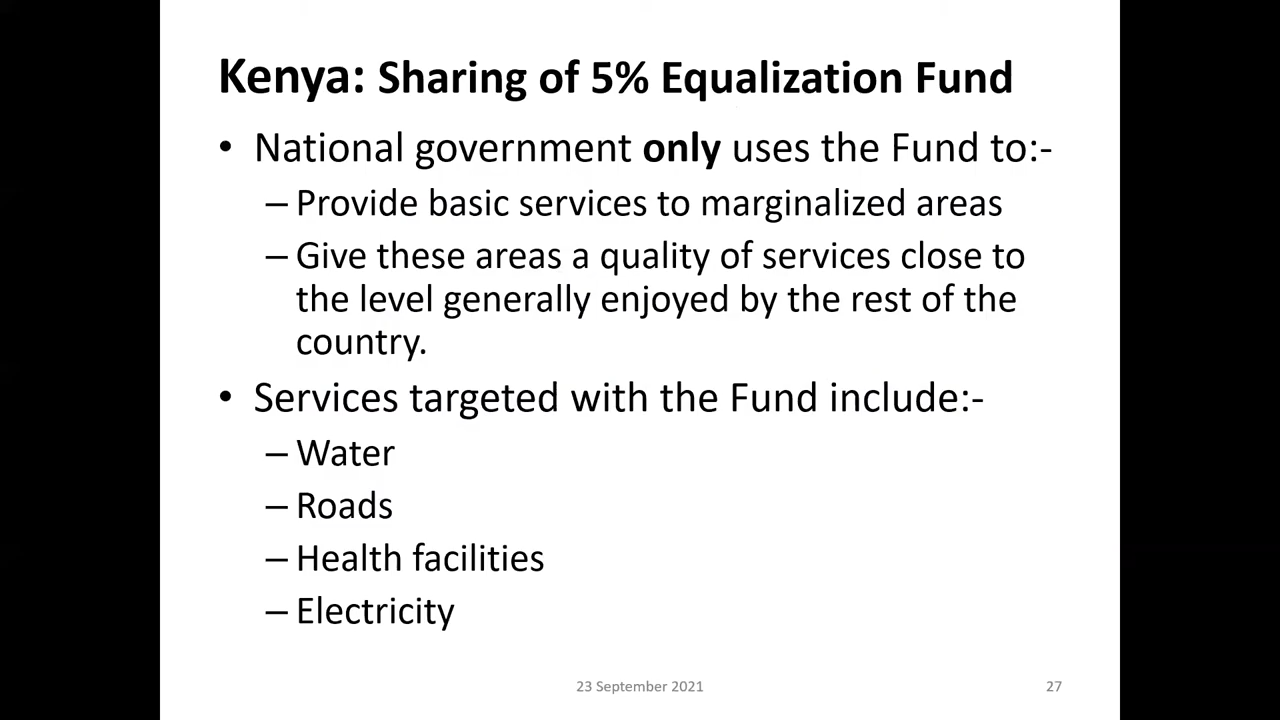 Kenya: Sharing of 5% Equalization Fund
• National government only uses the Fund to:-
– Provide basic services to marginalized areas
– Give these areas a quality of services close to
the level generally enjoyed by the rest of the
country.
• Services targeted with the Fund include:-
– Water
– Roads
– Health facilities
– Electricity
23 September 2021
27